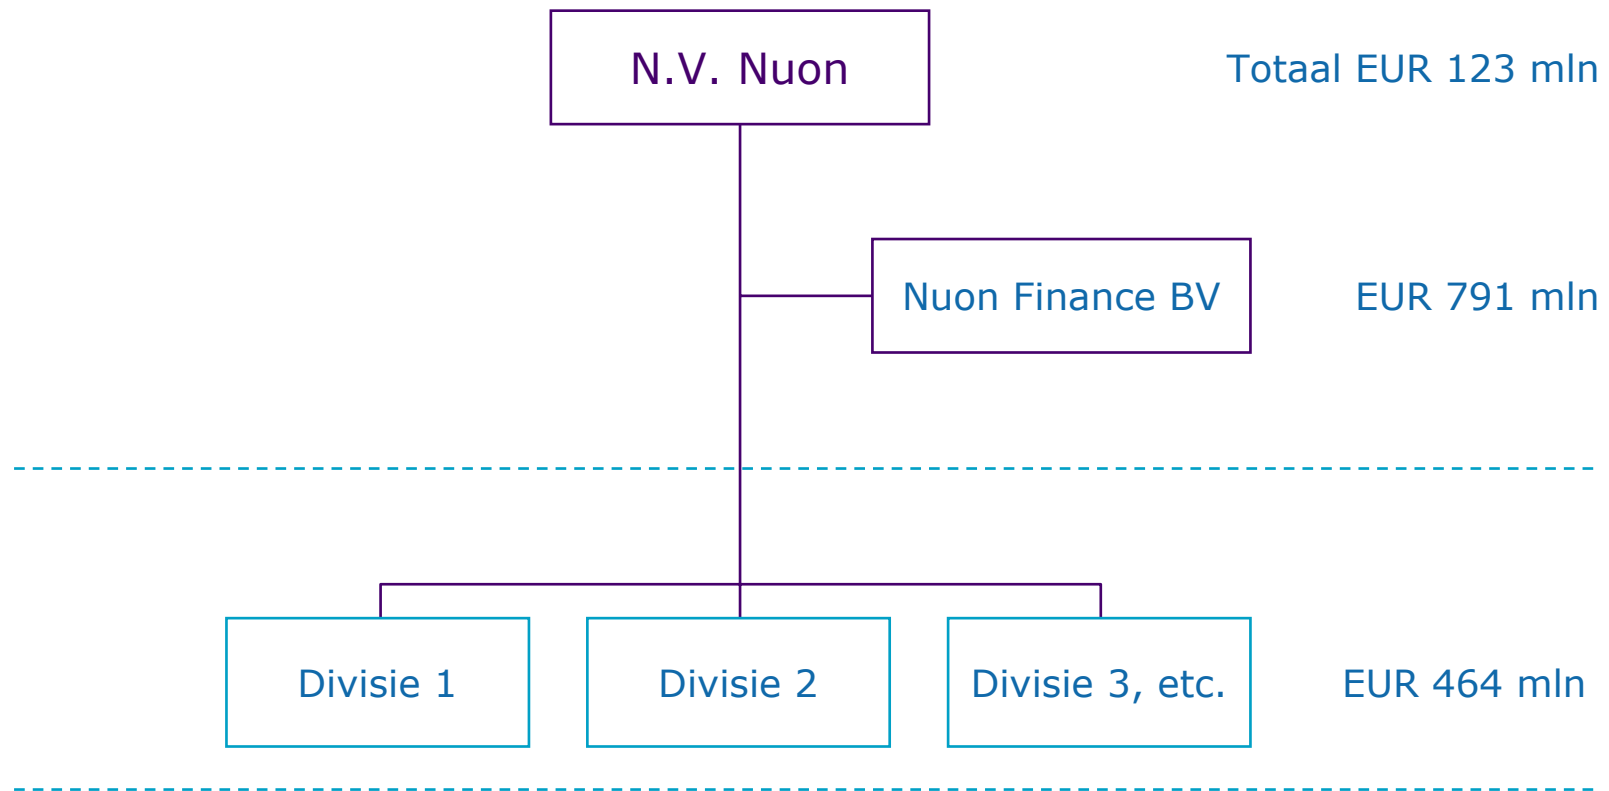 N.V. Nuon
Totaal EUR 123 mln
Nuon Finance BV
EUR 791 mln
Divisie 1
Divisie 2
Divisie 3, etc.
EUR 464 mln